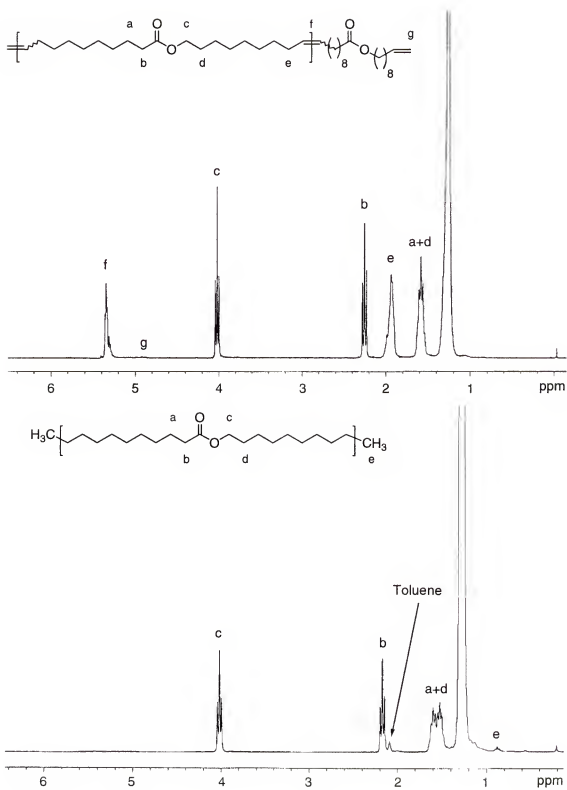 a O c f g
O O
O
b d e 8 8
c
b
a+d
e
f
g
6 5 4 3 2 1 ppm
a O c
H₃C
O CH₃
b d e
Toluene
c
b
a+d
e
6 5 4 3 2 1 ppm